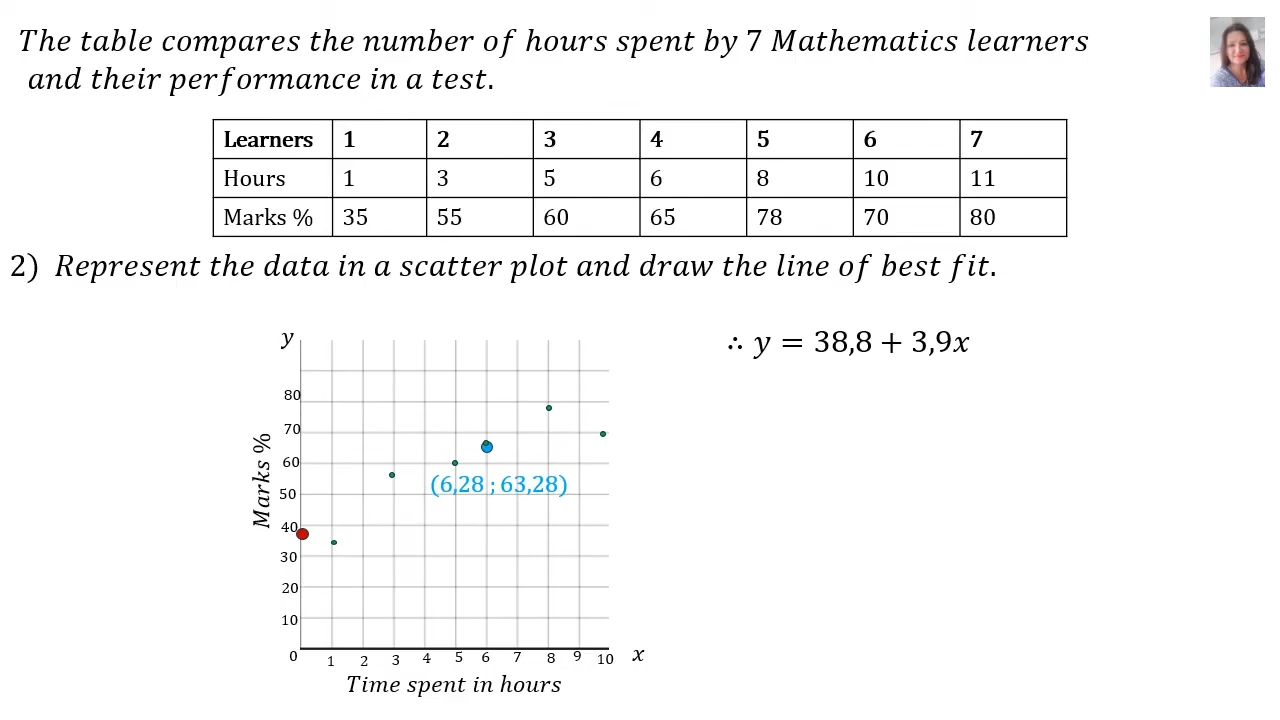 The table compares the number of hours spent by 7 Mathematics learners
and their performance in a test.
Learners 1 2 3 4 5 6 7
Hours 1 3 5 6 8 10 11
Marks % 35 55 60 65 78 70 80
2) Represent the data in a scatter plot and draw the line of best fit.
∴ y = 38,8 + 3,9x
y
80
70
60
50
40
30
20
10
Marks %
(6,28 ; 63,28)
0 1 2 3 4 5 6 7 8 9 10 x
Time spent in hours